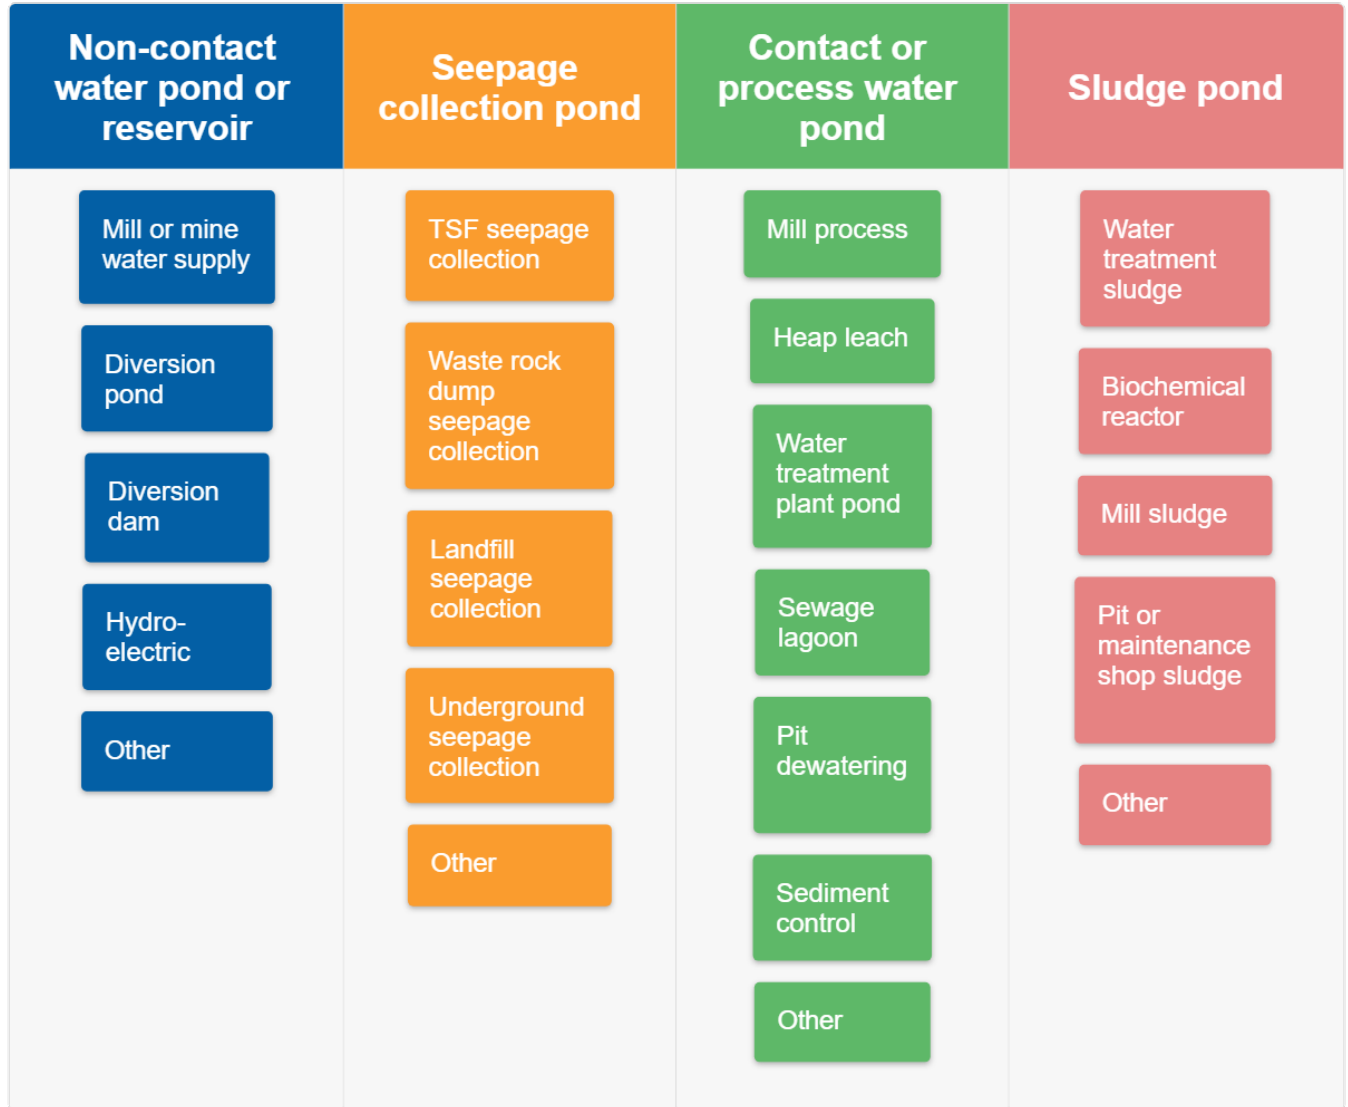 Non-contact
water pond or
reservoir
Seepage
collection pond
Contact or
process water
pond
Sludge pond
Mill or mine
water supply
Diversion
pond
Diversion
dam
Hydro-
electric
Other
TSF seepage
collection
Waste rock
dump
seepage
collection
Landfill
seepage
collection
Underground
seepage
collection
Other
Mill process
Heap leach
Water
treatment
plant pond
Sewage
lagoon
Pit
dewatering
Sediment
control
Other
Water
treatment
sludge
Biochemical
reactor
Mill sludge
Pit or
maintenance
shop sludge
Other